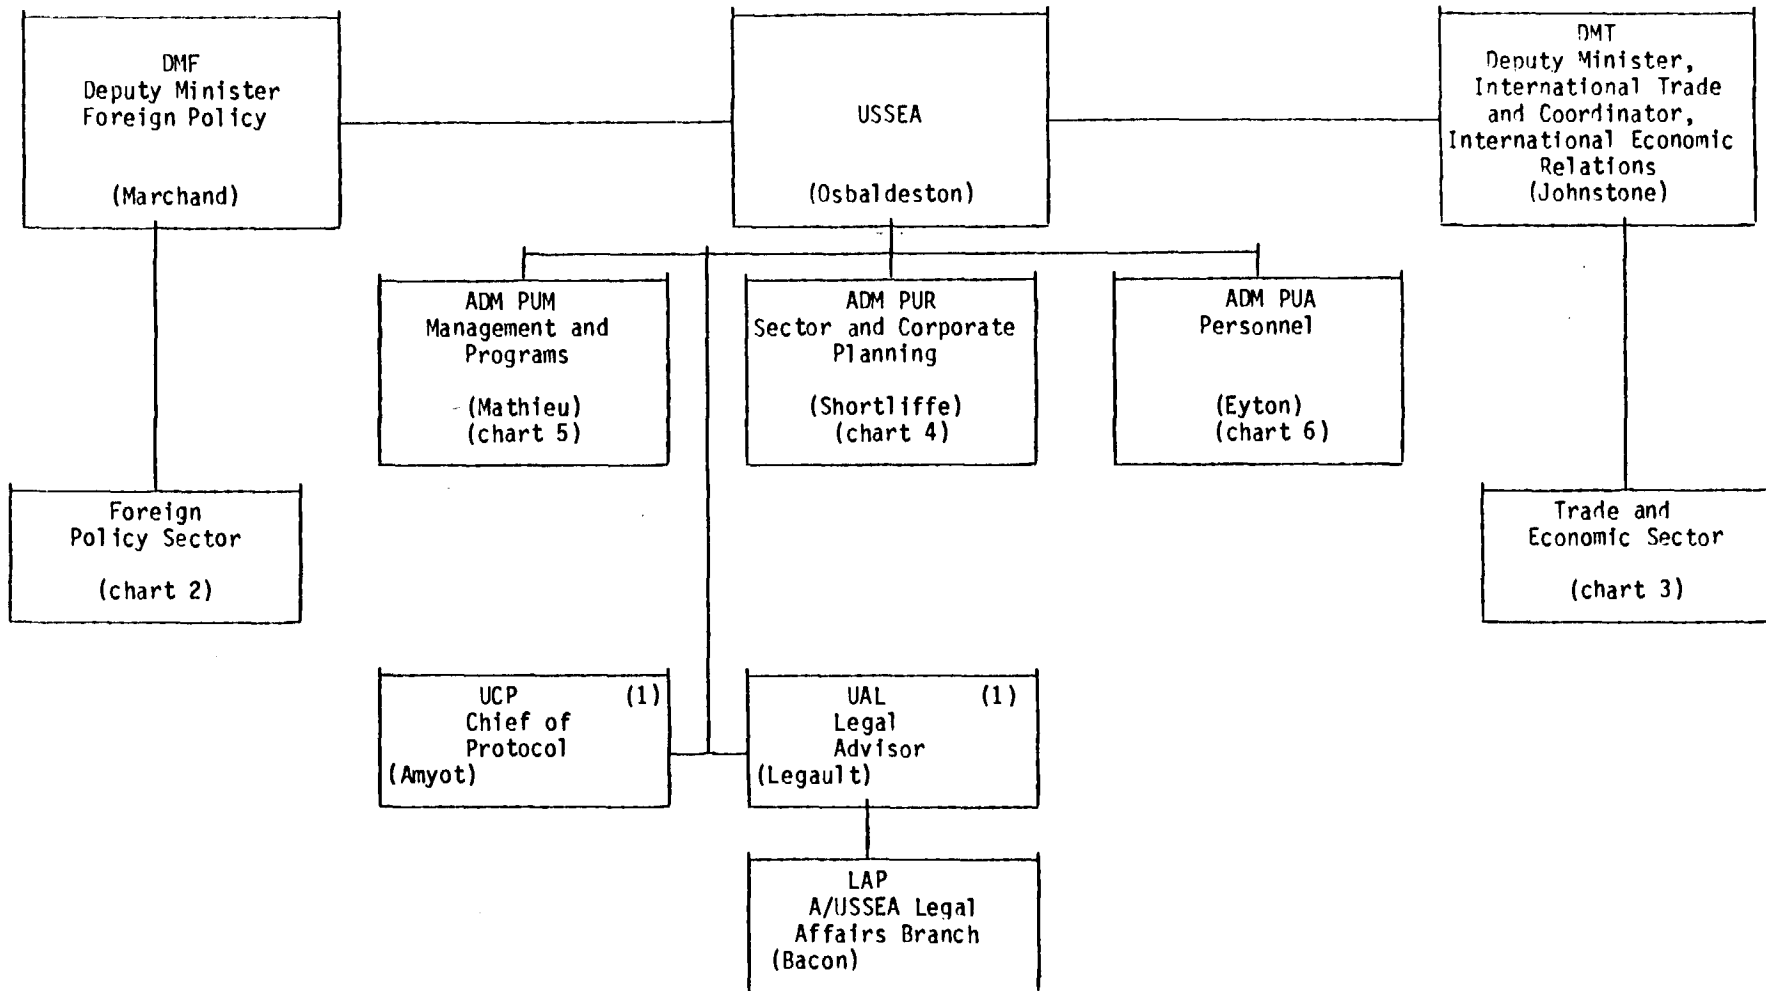 DMF
Deputy Minister
Foreign Policy
(Marchand)
USSEA
(Osbaldeston)
DMT
Deputy Minister,
International Trade
and Coordinator,
International Economic
Relations
(Johnstone)
ADM PUM
Management and
Programs
(Mathieu)
(chart 5)
ADM PUR
Sector and Corporate
Planning
(Shortliffe)
(chart 4)
ADM PUA
Personnel
(Eyton)
(chart 6)
Foreign
Policy Sector
(chart 2)
Trade and
Economic Sector
(chart 3)
UCP (1)
Chief of
Protocol
(Amyot)
UAL (1)
Legal
Advisor
(Legault)
LAP
A/USSEA Legal
Affairs Branch
(Bacon)